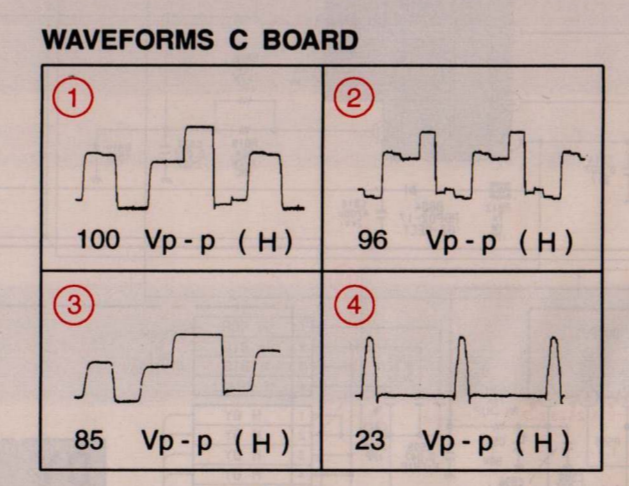 WAVEFORMS C BOARD
1
2
100 Vp-p (H)
96 Vp-p (H)
3
4
85 Vp-p (H)
23 Vp-p (H)